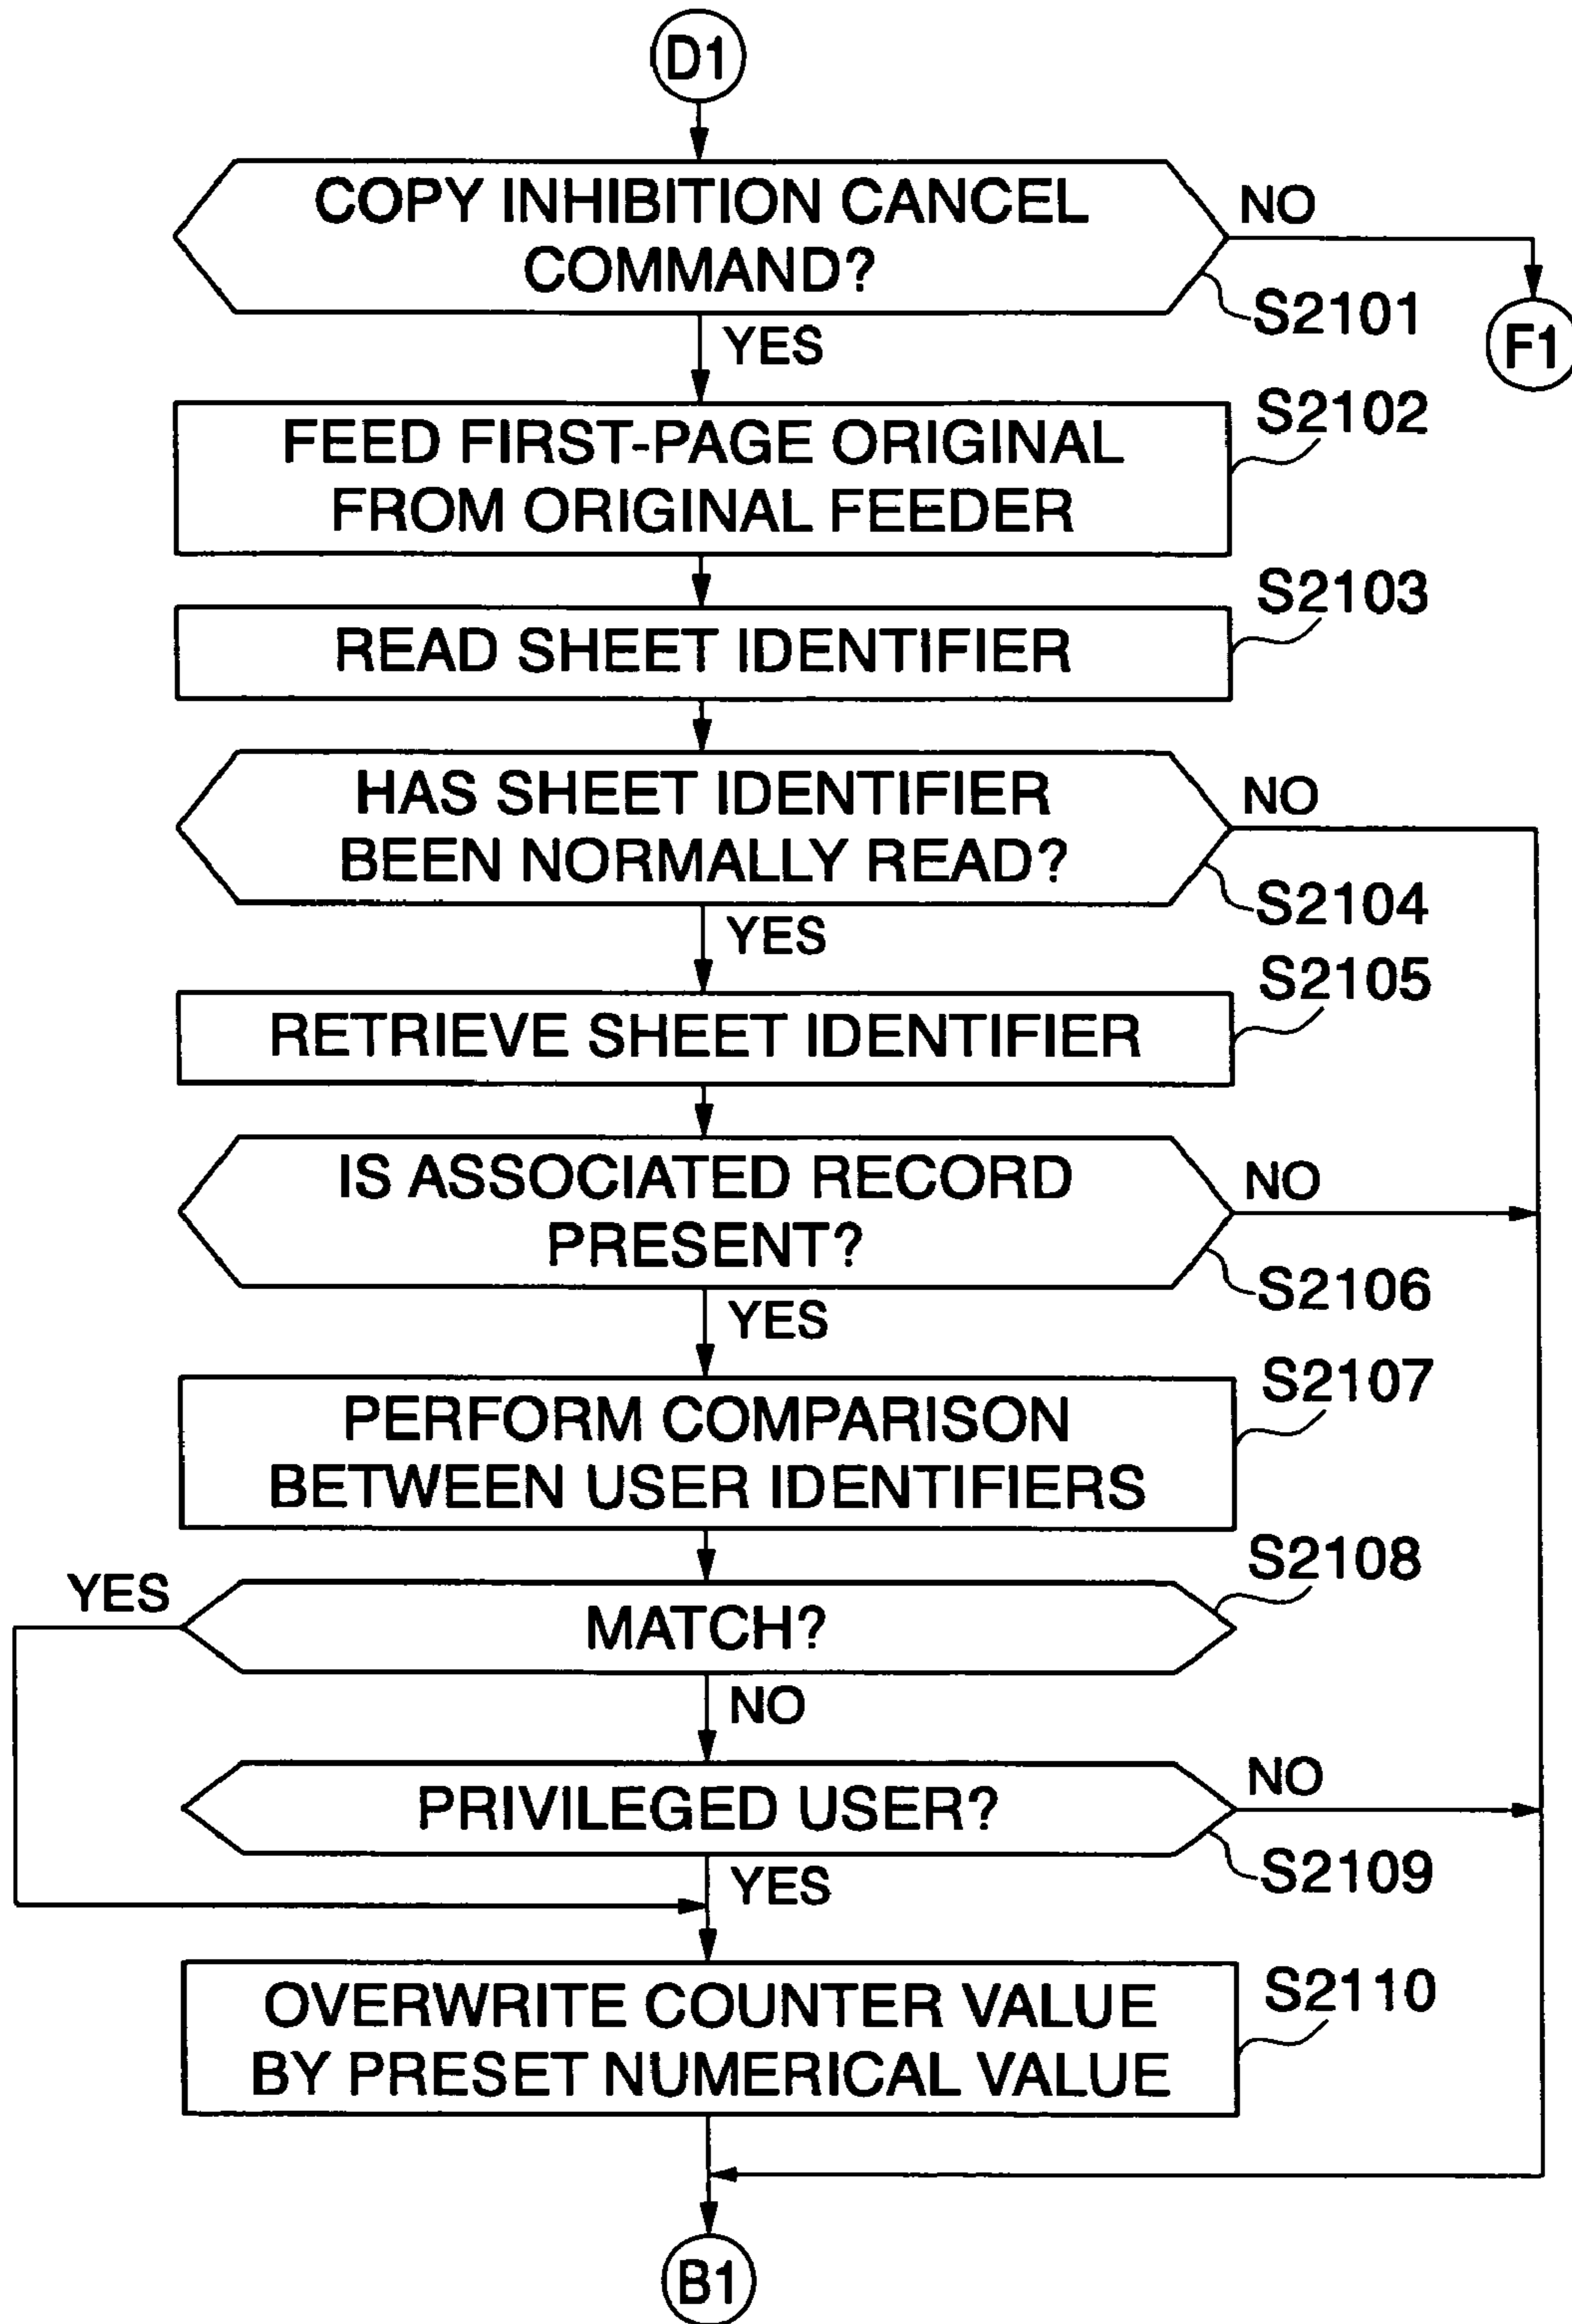 D1
COPY INHIBITION CANCEL
COMMAND?
NO
S2101
F1
YES
S2102
FEED FIRST-PAGE ORIGINAL
FROM ORIGINAL FEEDER
S2103
READ SHEET IDENTIFIER
HAS SHEET IDENTIFIER
BEEN NORMALLY READ?
NO
S2104
YES
S2105
RETRIEVE SHEET IDENTIFIER
IS ASSOCIATED RECORD
PRESENT?
NO
S2106
YES
S2107
PERFORM COMPARISON
BETWEEN USER IDENTIFIERS
S2108
YES
MATCH?
NO
PRIVILEGED USER?
NO
S2109
YES
S2110
OVERWRITE COUNTER VALUE
BY PRESET NUMERICAL VALUE
B1